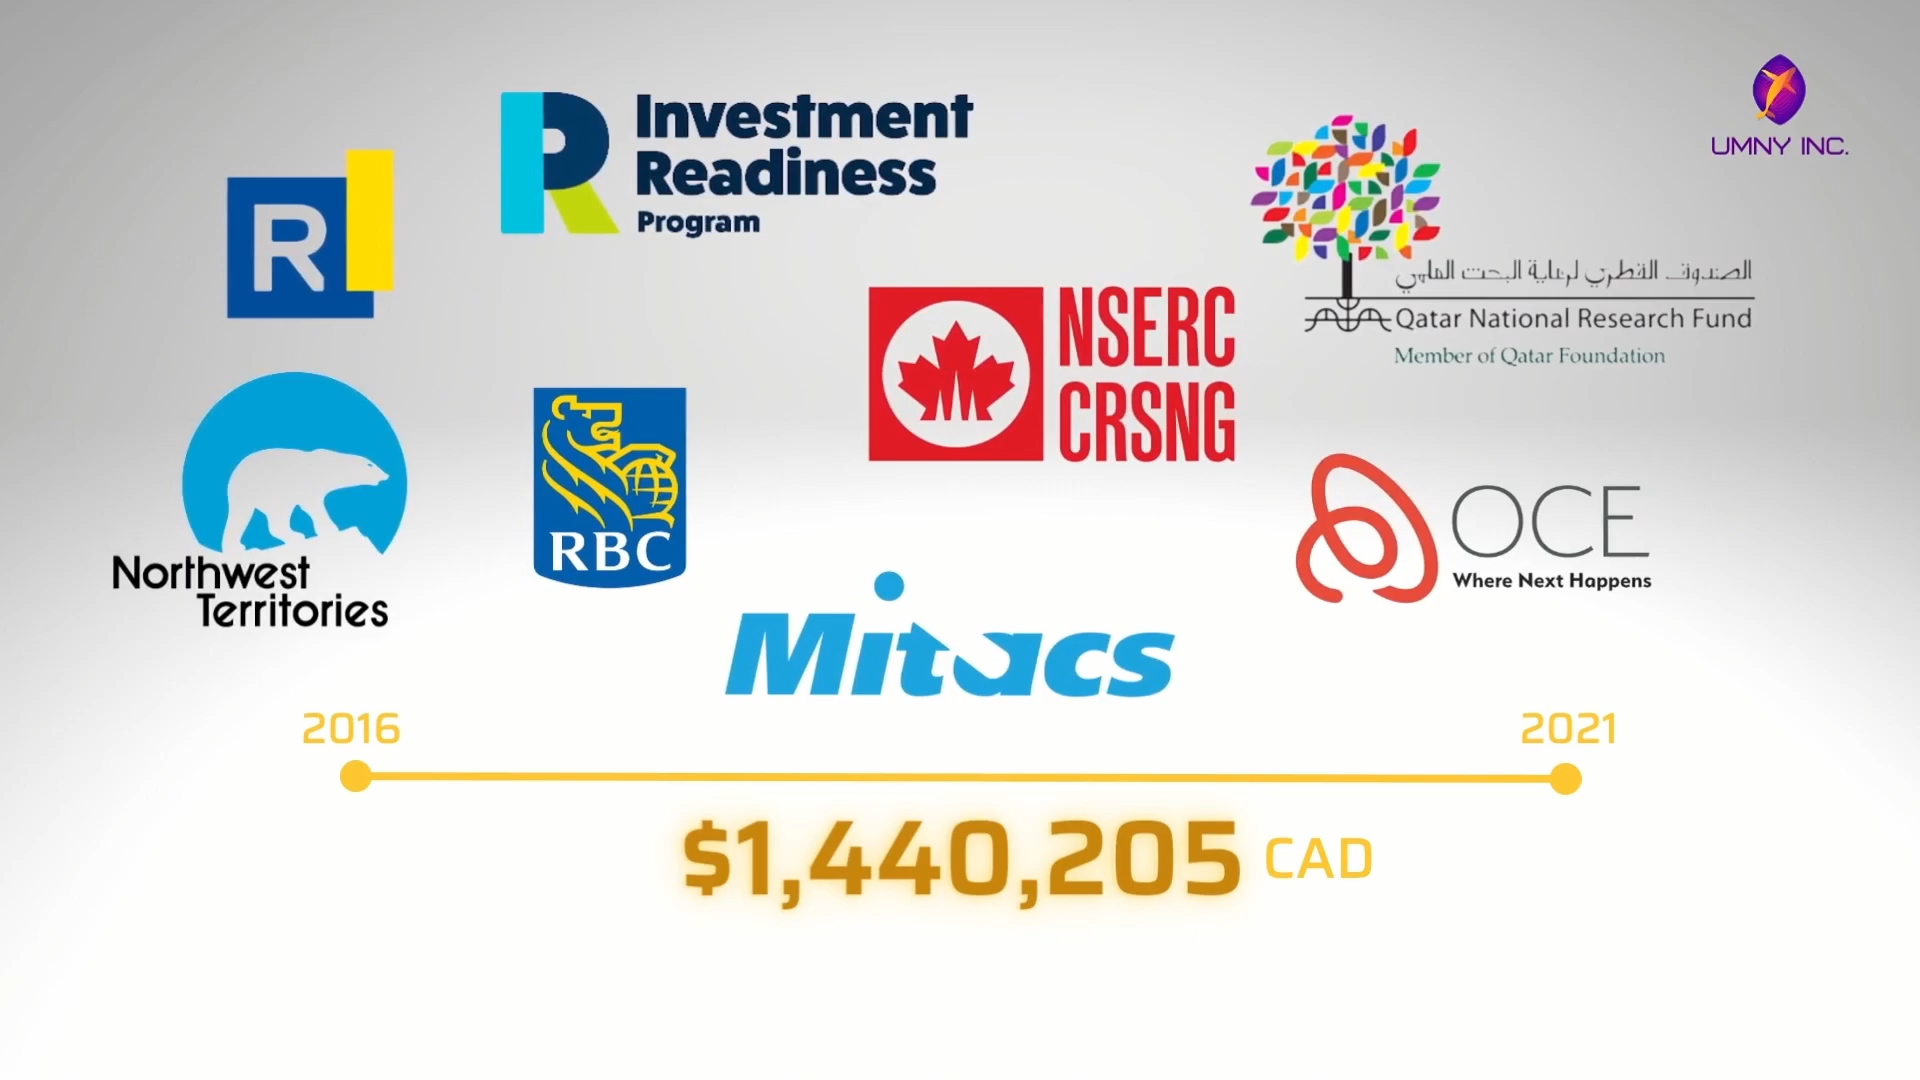 Investment
Readiness
Program
UMNY INC.
R
الصندوق القطري لرعاية البحث العلمي
Qatar National Research Fund
Member of Qatar Foundation
NSERC
CRSNG
Northwest
Territories
RBC
OCE
Where Next Happens
Mitacs
2016
2021
$1,440,205 CAD